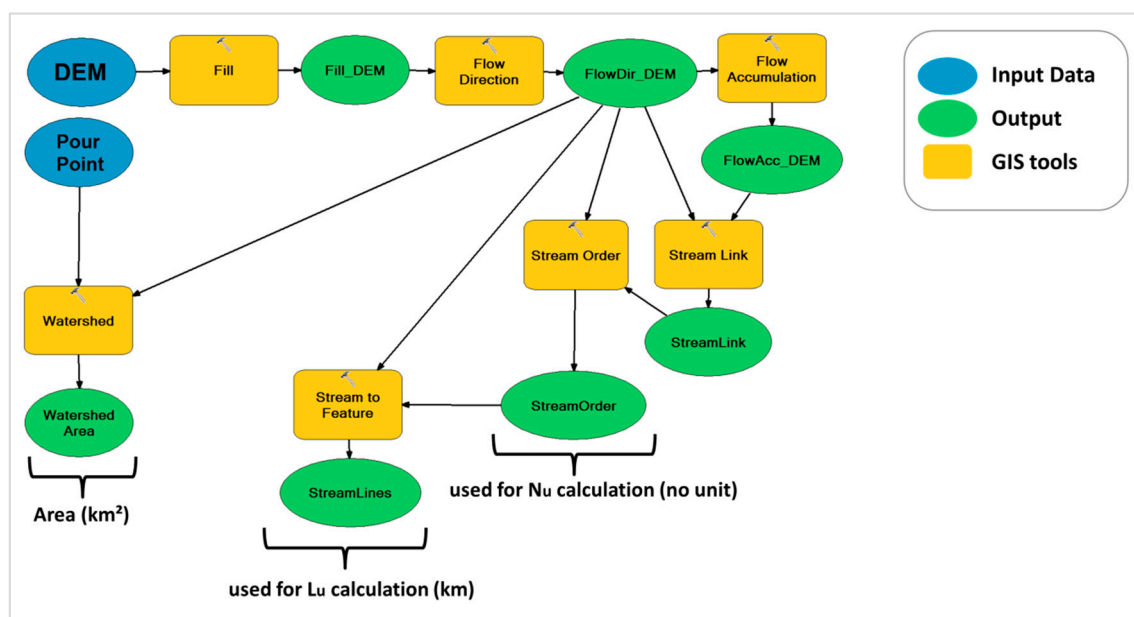 DEM
Fill
Fill_DEM
Flow
Direction
FlowDir_DEM
Flow
Accumulation
Input Data
Output
GIS tools
Pour
Point
FlowAcc_DEM
Stream Order
Stream Link
Watershed
StreamLink
Stream to
Feature
StreamOrder
Watershed
Area
StreamLines
used for Nu calculation (no unit)
Area (km²)
used for Lu calculation (km)